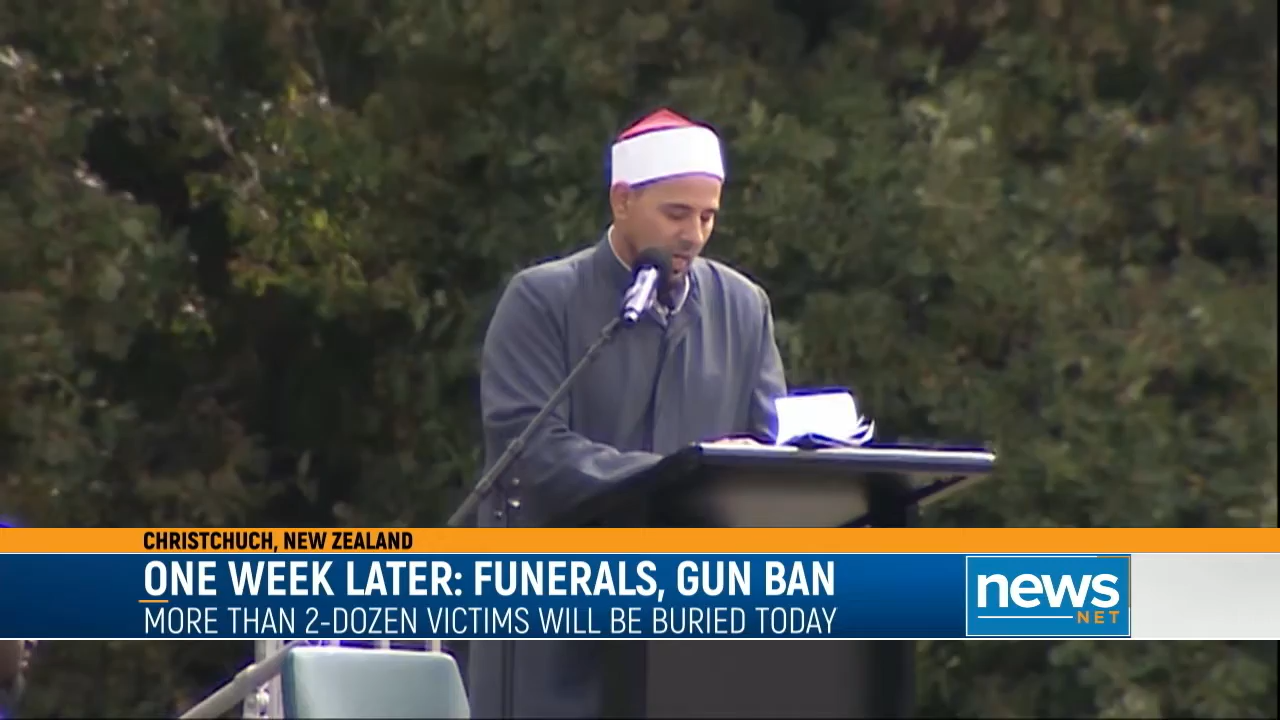 CHRISTCHUCH, NEW ZEALAND
ONE WEEK LATER: FUNERALS, GUN BAN
MORE THAN 2-DOZEN VICTIMS WILL BE BURIED TODAY
news
NET